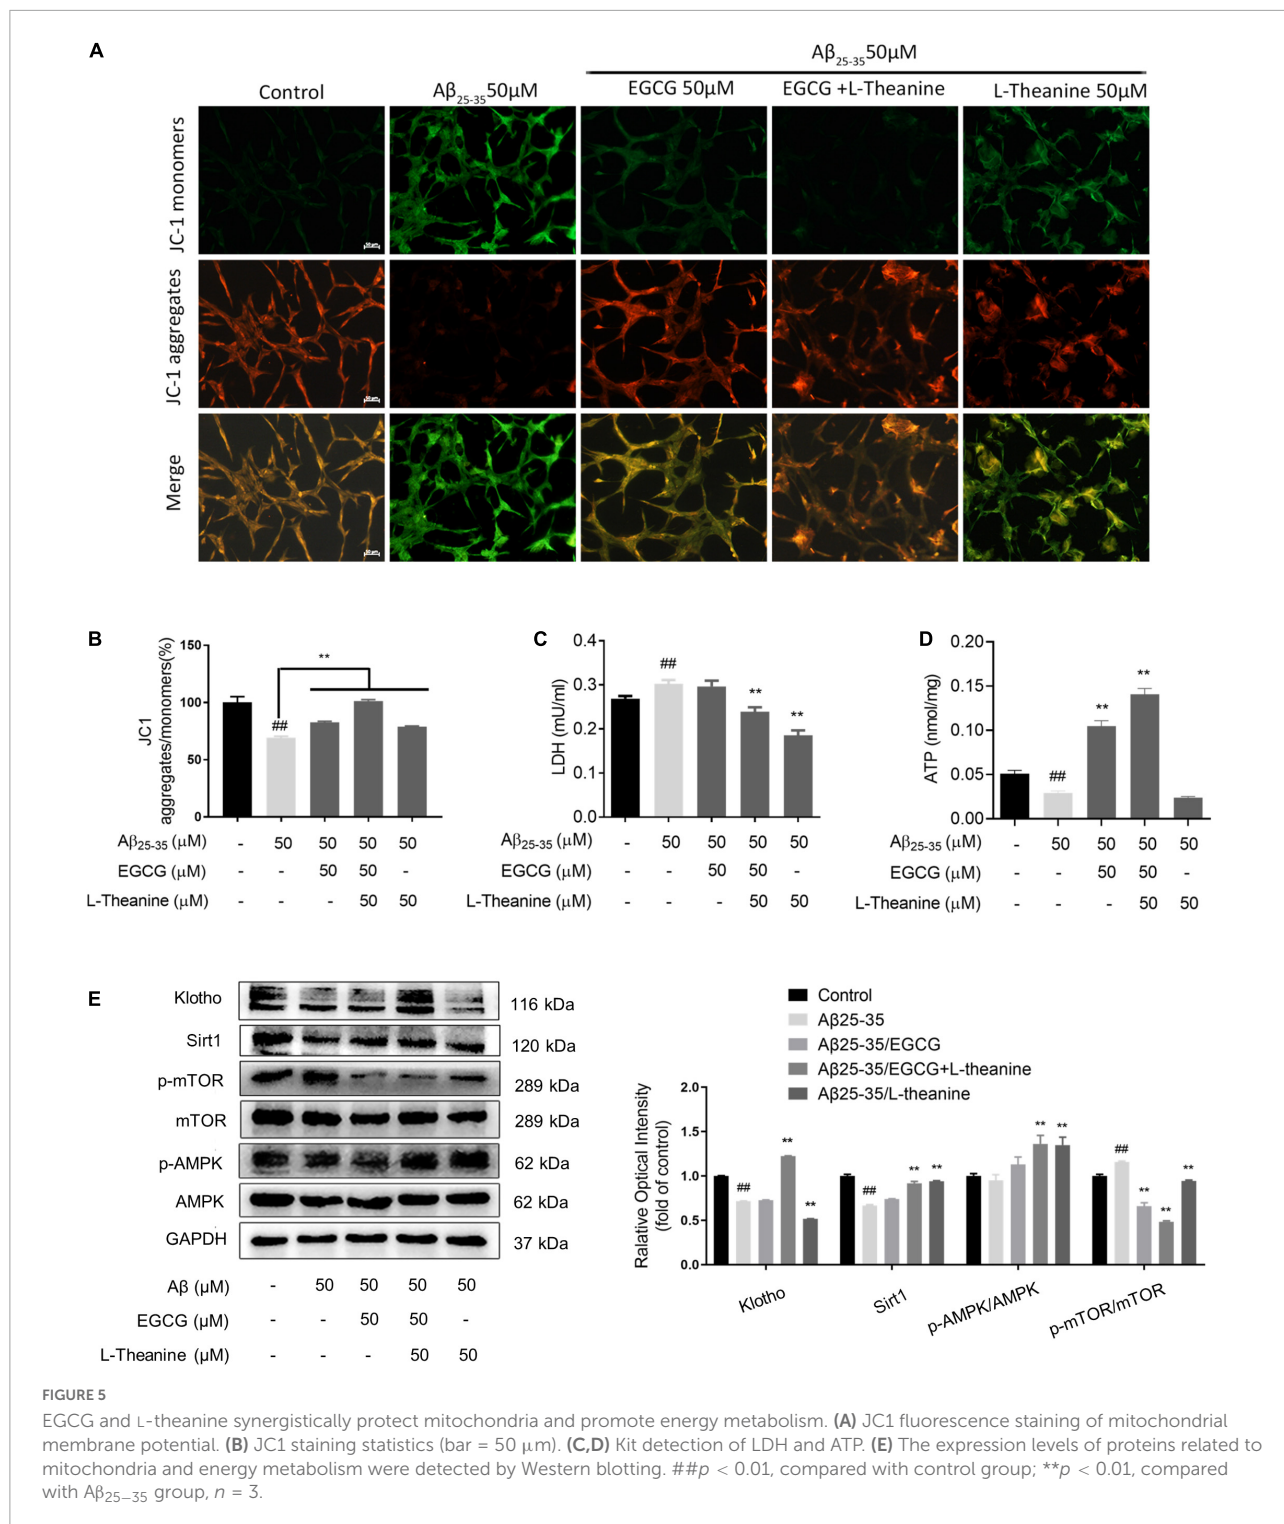 A
Aβ25-35 50μM
Control
Aβ25-35 50μM
EGCG 50μM
EGCG +L-Theanine
L-Theanine 50μM
JC-1 monomers
50 μm
JC-1 aggregates
50 μm
Merge
50 μm
B
JC1
aggregates/monomers(%)
150
100
50
0
##
**
Aβ25-35 (μM) - 50 50 50 50
EGCG (μM) - - 50 50 -
L-Theanine (μM) - - - 50 50
C
LDH (mU/ml)
0.4
0.3
0.2
0.1
0.0
##
**
**
Aβ25-35 (μM) - 50 50 50 50
EGCG (μM) - - 50 50 -
L-Theanine (μM) - - - 50 50
D
ATP (nmol/mg)
0.20
0.15
0.10
0.05
0.00
##
**
**
Aβ25-35 (μM) - 50 50 50 50
EGCG (μM) - - 50 50 -
L-Theanine (μM) - - - 50 50
E
Klotho 116 kDa
Sirt1 120 kDa
p-mTOR 289 kDa
mTOR 289 kDa
p-AMPK 62 kDa
AMPK 62 kDa
GAPDH 37 kDa
Aβ (μM) - 50 50 50 50
EGCG (μM) - - 50 50 -
L-Theanine (μM) - - - 50 50
Control
Aβ25-35
Aβ25-35/EGCG
Aβ25-35/EGCG+L-theanine
Aβ25-35/L-theanine
Ralative Optical Intensity
(fold of control)
2.0
1.5
1.0
0.5
0.0
## ** **
## ** **
** **
## ** ** **
Klotho
Sirt1
p-AMPK/AMPK
p-mTOR/mTOR
FIGURE 5
EGCG and L-theanine synergistically protect mitochondria and promote energy metabolism. (A) JC1 fluorescence staining of mitochondrial
membrane potential. (B) JC1 staining statistics (bar = 50 μm). (C,D) Kit detection of LDH and ATP. (E) The expression levels of proteins related to
mitochondria and energy metabolism were detected by Western blotting. ##p < 0.01, compared with control group; **p < 0.01, compared
with Aβ25−35 group, n = 3.